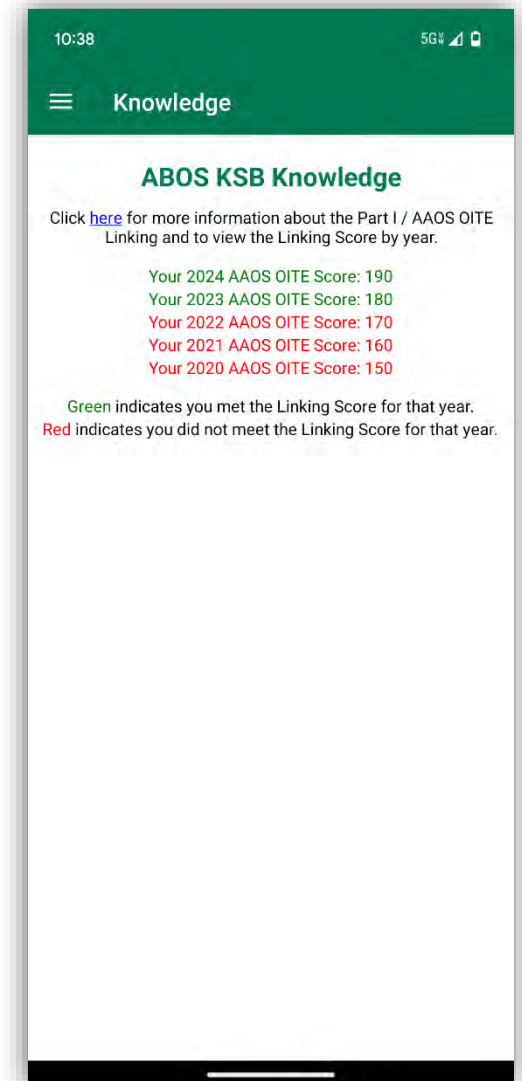 10:38
5G
Knowledge
ABOS KSB Knowledge
Click here for more information about the Part I / AAOS OITE
Linking and to view the Linking Score by year.
Your 2024 AAOS OITE Score: 190
Your 2023 AAOS OITE Score: 180
Your 2022 AAOS OITE Score: 170
Your 2021 AAOS OITE Score: 160
Your 2020 AAOS OITE Score: 150
Green indicates you met the Linking Score for that year.
Red indicates you did not meet the Linking Score for that year.